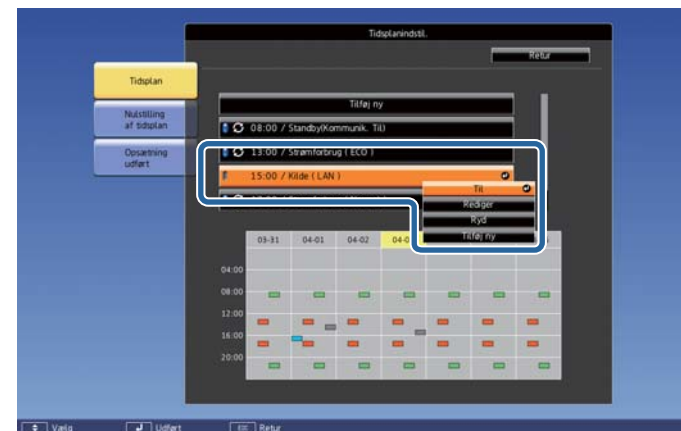 Tidsplanindstil.
Retur
Tidsplan
Nulstilling
af tidsplan
Opsætning
udført
Tilføj ny
08:00 / Standby(Kommunik. Til)
13:00 / Strømforbrug ( ECO )
15:00 / Kilde ( LAN )
Til
Rediger
Ryd
Tilføj ny
03-31 04-01 04-02
04:00
08:00
12:00
16:00
20:00
Vælg Udført Retur